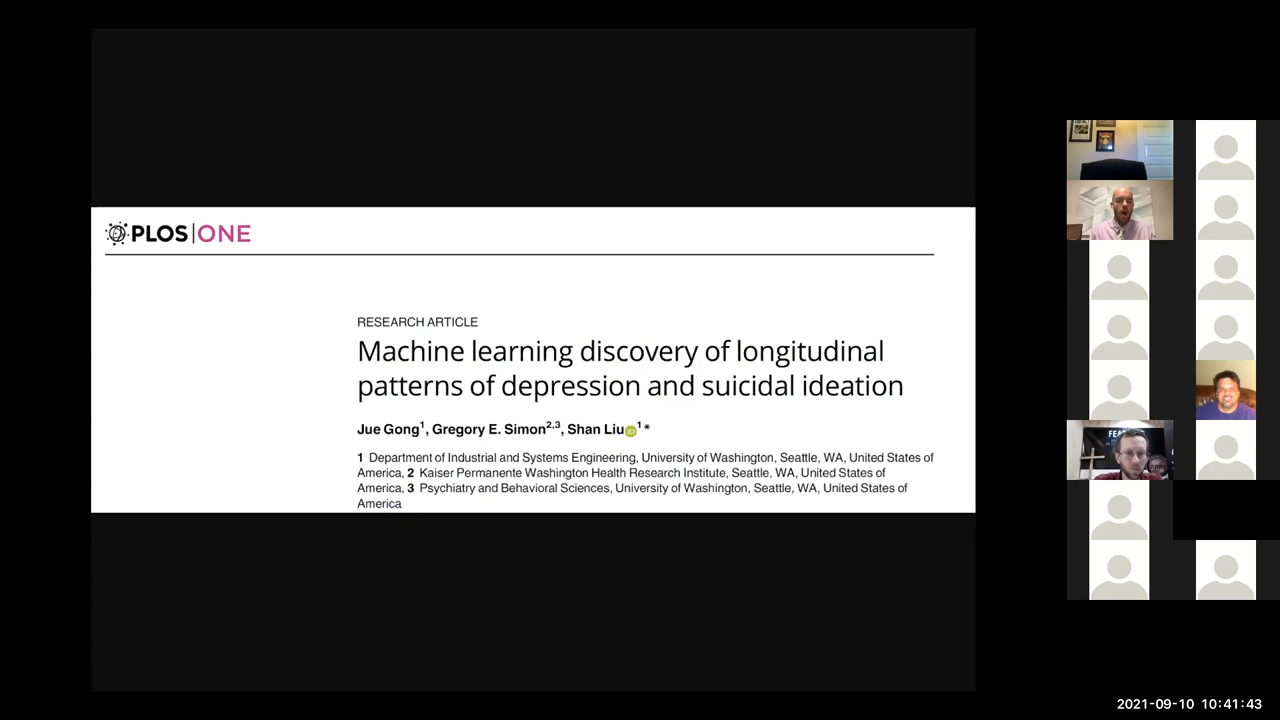 PLOS|ONE
RESEARCH ARTICLE
Machine learning discovery of longitudinal
patterns of depression and suicidal ideation
Jue Gong1, Gregory E. Simon2,3, Shan Liu iD 1*
1 Department of Industrial and Systems Engineering, University of Washington, Seattle, WA, United States of
America, 2 Kaiser Permanente Washington Health Research Institute, Seattle, WA, United States of
America, 3 Psychiatry and Behavioral Sciences, University of Washington, Seattle, WA, United States of
America
2021-09-10 10:41:43